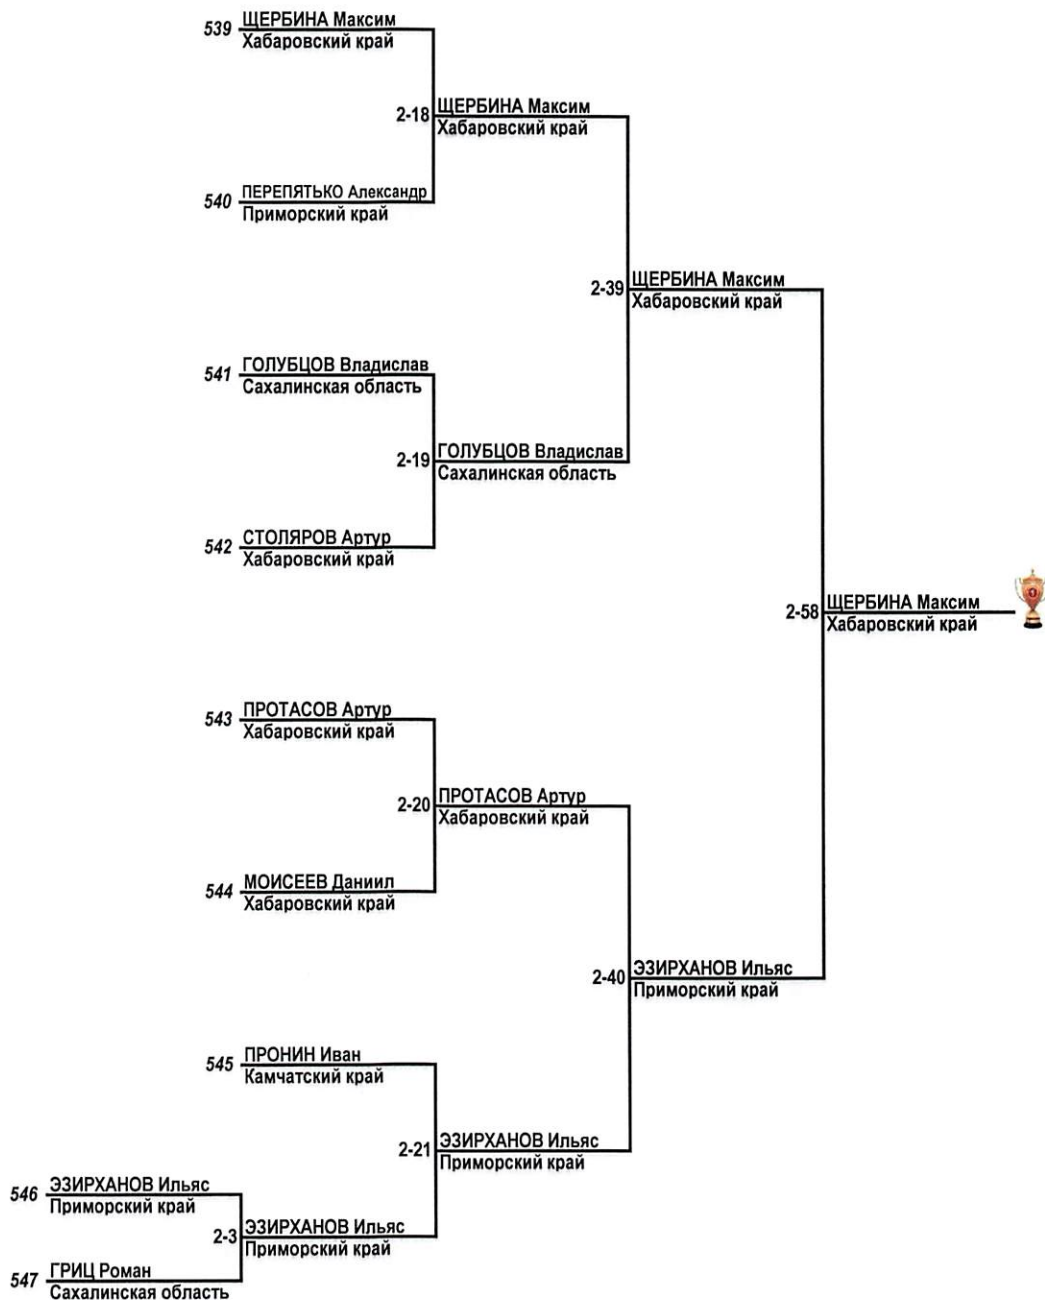 539 ЩЕРБИНА Максим
Хабаровский край
2-18 ЩЕРБИНА Максим
Хабаровский край
540 ПЕРЕПЯТЬКО Александр
Приморский край
2-39 ЩЕРБИНА Максим
Хабаровский край
541 ГОЛУБЦОВ Владислав
Сахалинская область
2-19 ГОЛУБЦОВ Владислав
Сахалинская область
542 СТОЛЯРОВ Артур
Хабаровский край
2-58 ЩЕРБИНА Максим
Хабаровский край
543 ПРОТАСОВ Артур
Хабаровский край
2-20 ПРОТАСОВ Артур
Хабаровский край
544 МОИСЕЕВ Даниил
Хабаровский край
2-40 ЭЗИРХАНОВ Ильяс
Приморский край
545 ПРОНИН Иван
Камчатский край
2-21 ЭЗИРХАНОВ Ильяс
Приморский край
546 ЭЗИРХАНОВ Ильяс
Приморский край
2-3 ЭЗИРХАНОВ Ильяс
Приморский край
547 ГРИЦ Роман
Сахалинская область